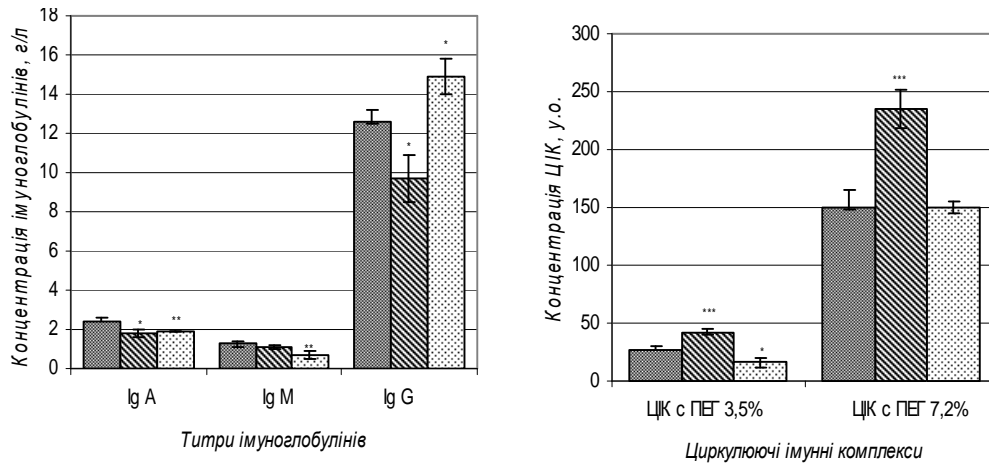 Концентрація імуноглобулінів, г/л
18
16
14
12
10
8
6
4
2
0
*
**
**
*
*
Ig A
Ig M
Ig G
Титри імуноглобулінів
Концентрація ЦІК, у.о.
300
250
200
150
100
50
0
***
*
***
ЦІК с ПЕГ 3,5%
ЦІК с ПЕГ 7,2%
Циркулюючі імунні комплекси